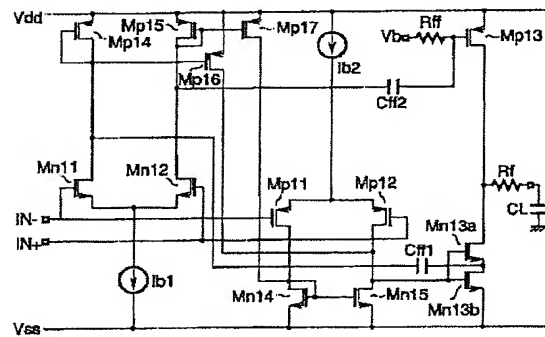 Vdd
Mp14
Mp15
Mp17
Mp16
Ib2
Vb
Rff
Mp13
Cff2
Mn11
Mn12
Mp11
Mp12
Rf
CL
IN-
IN+
Mn13a
Cff1
Ib1
Mn14
Mn15
Mn13b
Vss